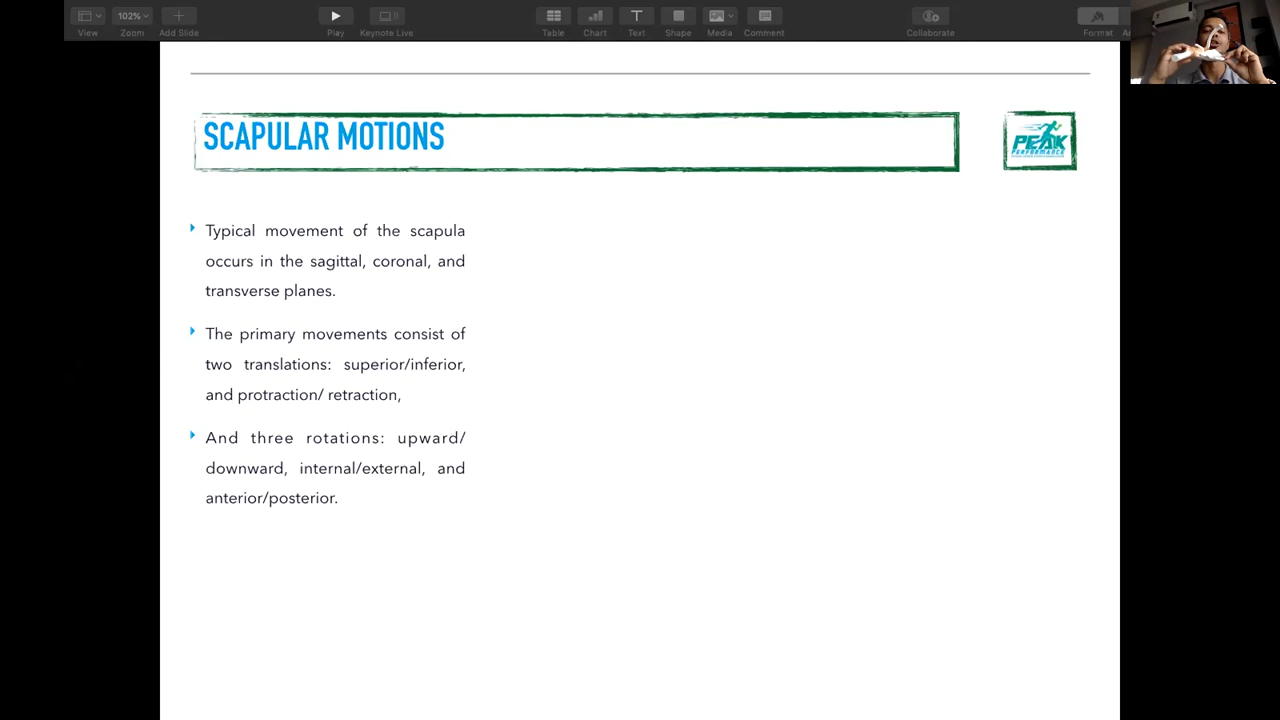 102%
View Zoom Add Slide Play Keynote Live Table Chart Text Shape Media Comment Collaborate Format
SCAPULAR MOTIONS
PEAK
PERFORMANCE
Typical movement of the scapula
occurs in the sagittal, coronal, and
transverse planes.
The primary movements consist of
two translations: superior/inferior,
and protraction/ retraction,
And three rotations: upward/
downward, internal/external, and
anterior/posterior.